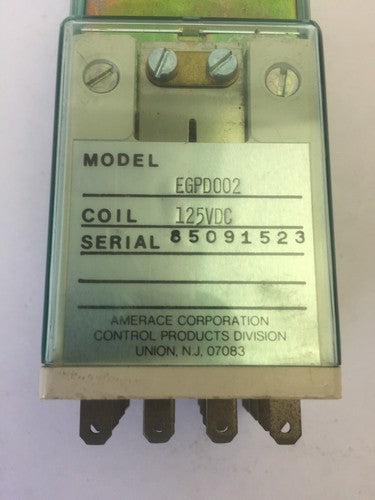 MODEL
EGPD002
COIL 125VDC
SERIAL 85091523
AMERACE CORPORATION
CONTROL PRODUCTS DIVISION
UNION, N.J. 07083